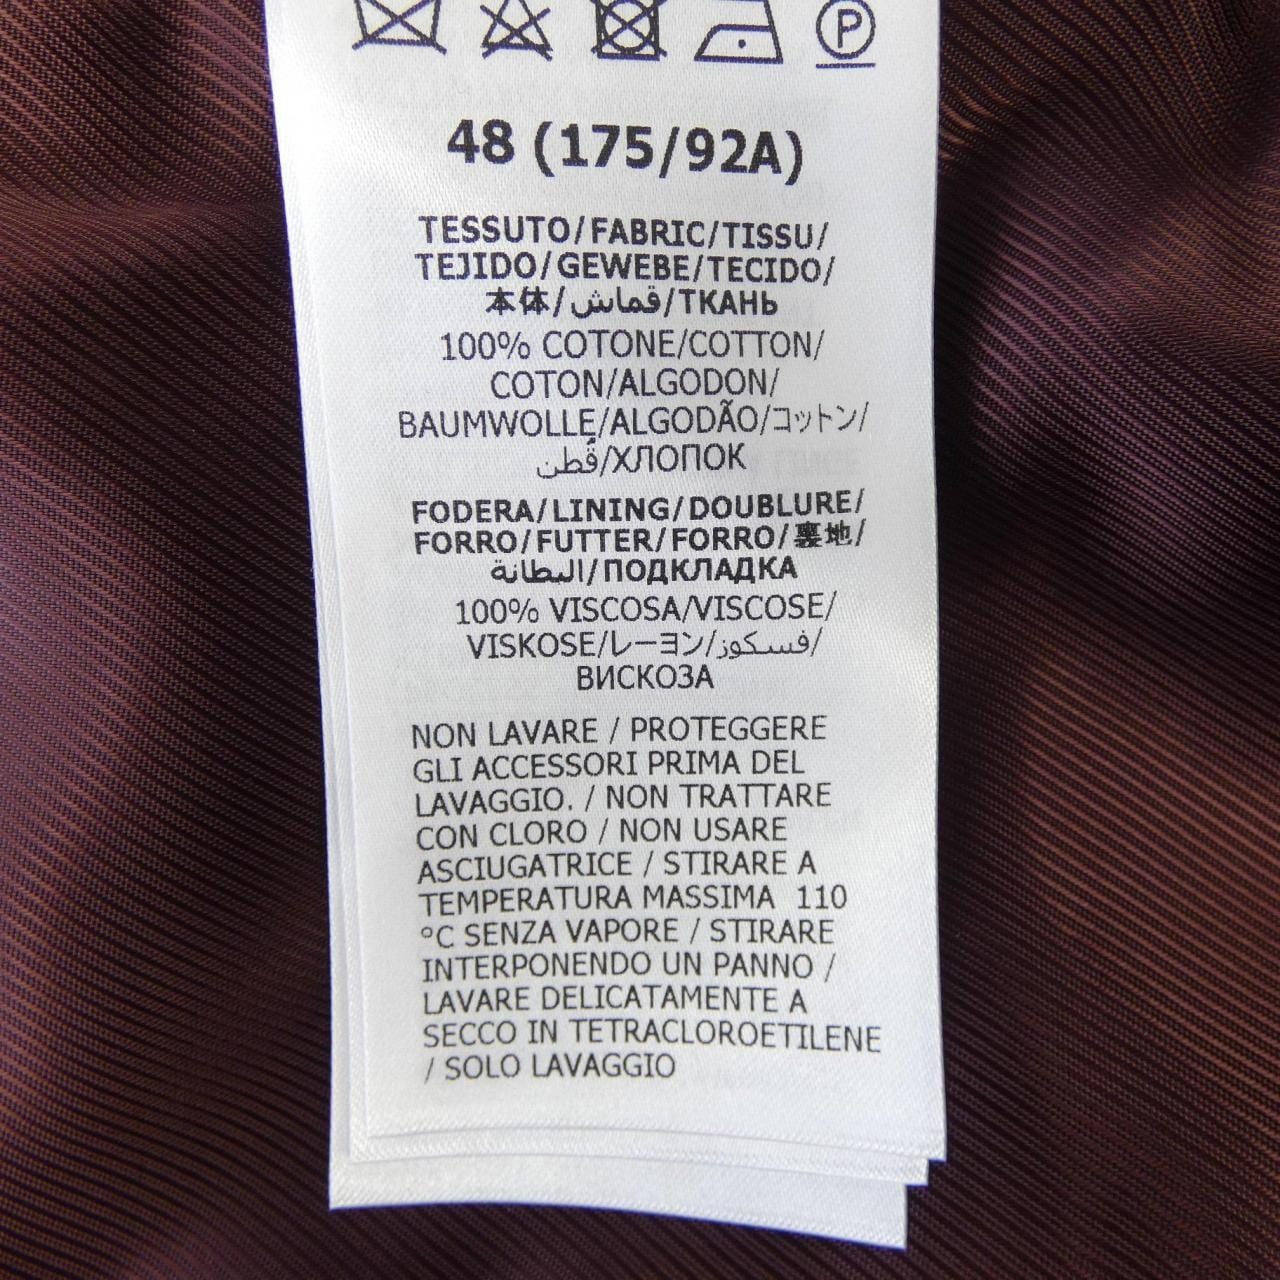 P
48 (175/92A)
TESSUTO/FABRIC/TISSU/
TEJIDO/GEWEBE/TECIDO/
本体/قماش/ТКАНЬ
100% COTONE/COTTON/
COTON/ALGODON/
BAUMWOLLE/ALGODÃO/コットン/
قُطن/ХЛОПОК
FODERA/LINING/DOUBLURE/
FORRO/FUTTER/FORRO/裏地/
البطانة/ПОДКЛАДКА
100% VISCOSA/VISCOSE/
VISKOSE/レーヨン/فسكوز/
ВИСКОЗА
NON LAVARE / PROTEGGERE
GLI ACCESSORI PRIMA DEL
LAVAGGIO. / NON TRATTARE
CON CLORO / NON USARE
ASCIUGATRICE / STIRARE A
TEMPERATURA MASSIMA 110
°C SENZA VAPORE / STIRARE
INTERPONENDO UN PANNO /
LAVARE DELICATAMENTE A
SECCO IN TETRACLOROETILENE
/ SOLO LAVAGGIO